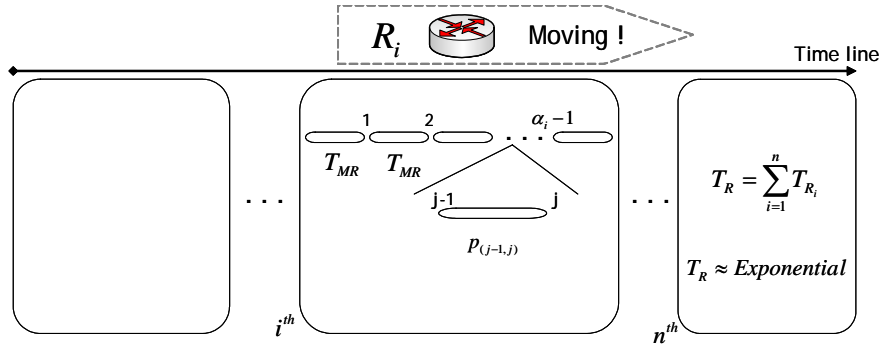 R_i Moving !
Time line
1 2 α_i – 1
. . .
T_MR T_MR
j-1 j
p_(j−1,j)
. . .
. . .
T_R = ∑_{i=1}^{n} T_{R_i}
T_R ≈ Exponential
i^th
n^th